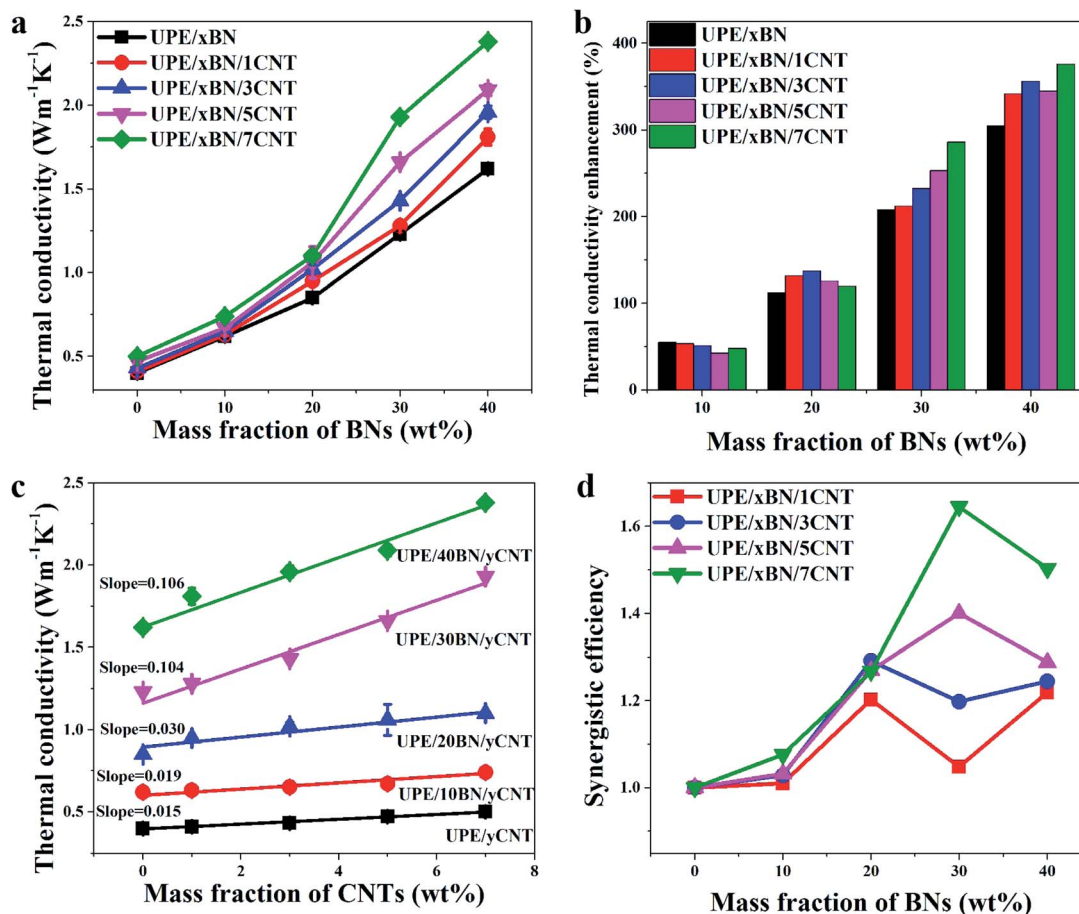 a
UPE/xBN
UPE/xBN/1CNT
UPE/xBN/3CNT
UPE/xBN/5CNT
UPE/xBN/7CNT
Thermal conductivity (Wm⁻¹K⁻¹)
2.5
2.0
1.5
1.0
0.5
0 10 20 30 40
Mass fraction of BNs (wt%)
b
UPE/xBN
UPE/xBN/1CNT
UPE/xBN/3CNT
UPE/xBN/5CNT
UPE/xBN/7CNT
Thermal conductivity enhancement (%)
400
300
200
100
0
10 20 30 40
Mass fraction of BNs (wt%)
c
Thermal conductivity (Wm⁻¹K⁻¹)
2.5
2.0
1.5
1.0
0.5
UPE/40BN/yCNT
Slope=0.106
UPE/30BN/yCNT
Slope=0.104
Slope=0.030
UPE/20BN/yCNT
Slope=0.019
UPE/10BN/yCNT
Slope=0.015
UPE/yCNT
0 2 4 6 8
Mass fraction of CNTs (wt%)
d
UPE/xBN/1CNT
UPE/xBN/3CNT
UPE/xBN/5CNT
UPE/xBN/7CNT
Synergistic efficiency
1.6
1.4
1.2
1.0
0 10 20 30 40
Mass fraction of BNs (wt%)